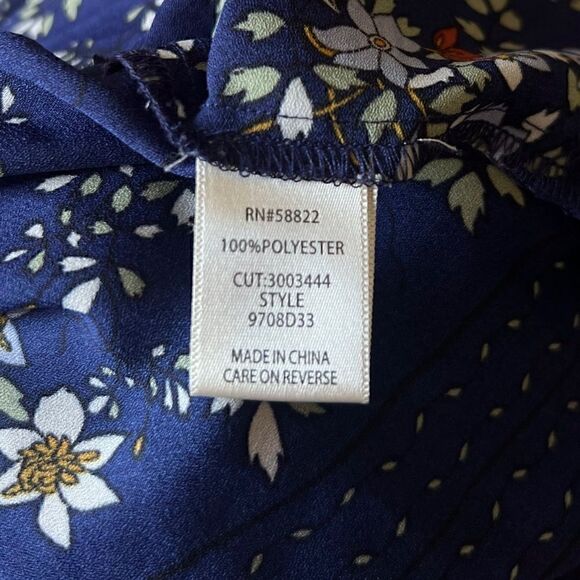 RN#58822
100%POLYESTER
CUT:3003444
STYLE
9708D33
MADE IN CHINA
CARE ON REVERSE